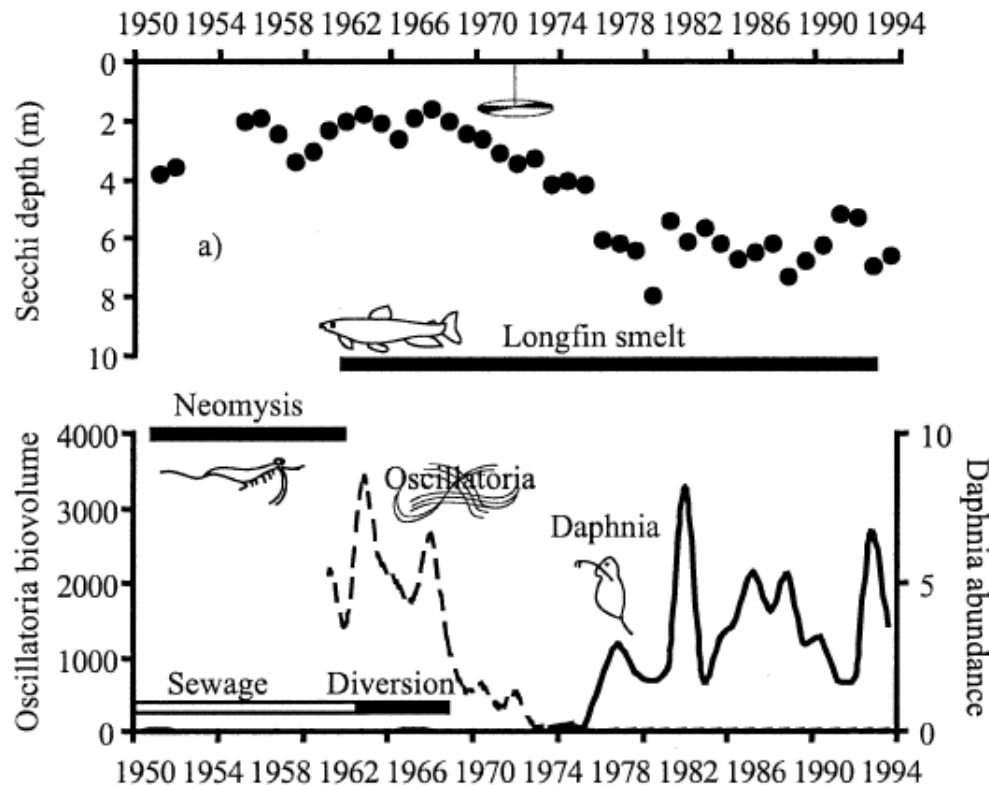 1950 1954 1958 1962 1966 1970 1974 1978 1982 1986 1990 1994
0
2
4
6
8
10
Secchi depth (m)
a)
Longfin smelt
Neomysis
4000
3000
2000
1000
0
Oscillatoria biovolume
Oscillatoria
Daphnia
Sewage Diversion
10
5
0
Daphnia abundance
1950 1954 1958 1962 1966 1970 1974 1978 1982 1986 1990 1994